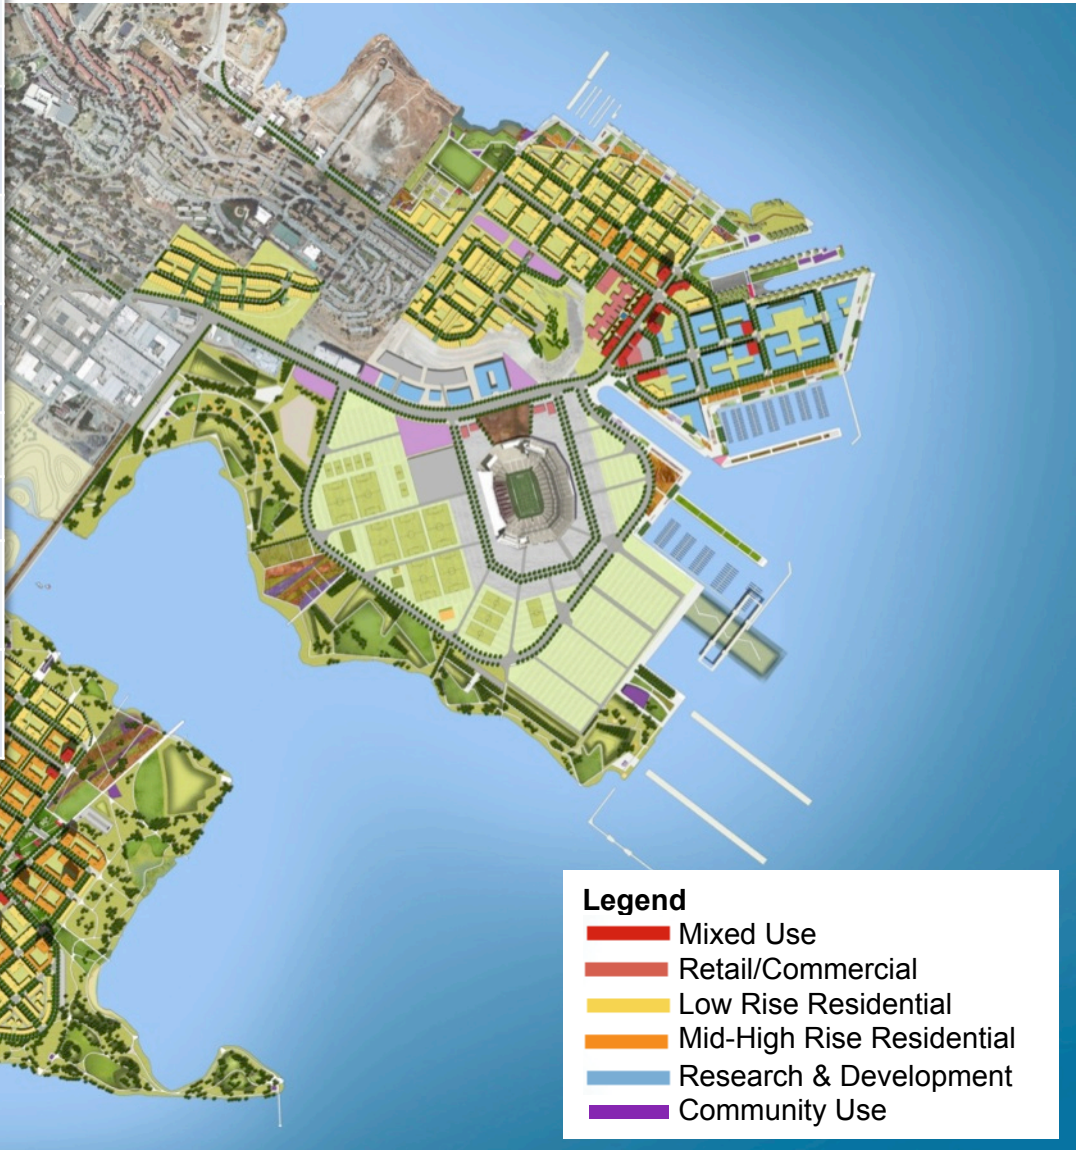 Legend
Mixed Use
Retail/Commercial
Low Rise Residential
Mid-High Rise Residential
Research & Development
Community Use